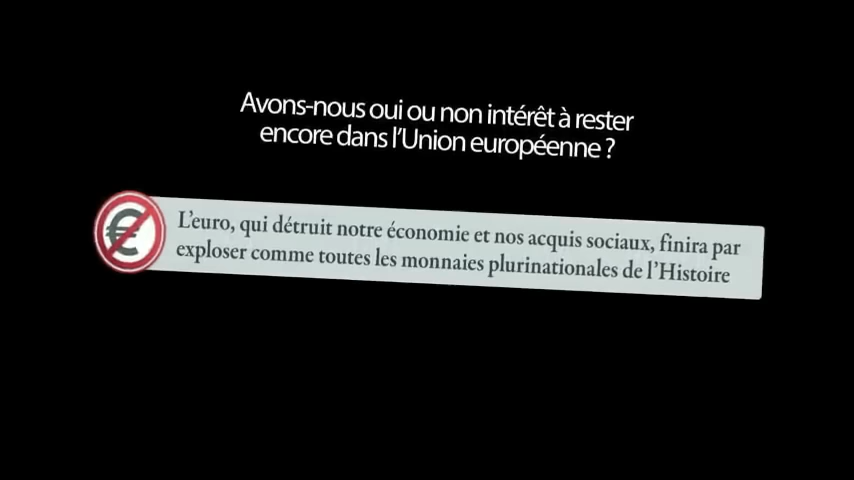 Avons-nous oui ou non intérêt à rester
encore dans l'Union européenne ?
L'euro, qui détruit notre économie et nos acquis sociaux, finira par
exploser comme toutes les monnaies plurinationales de l'Histoire
€